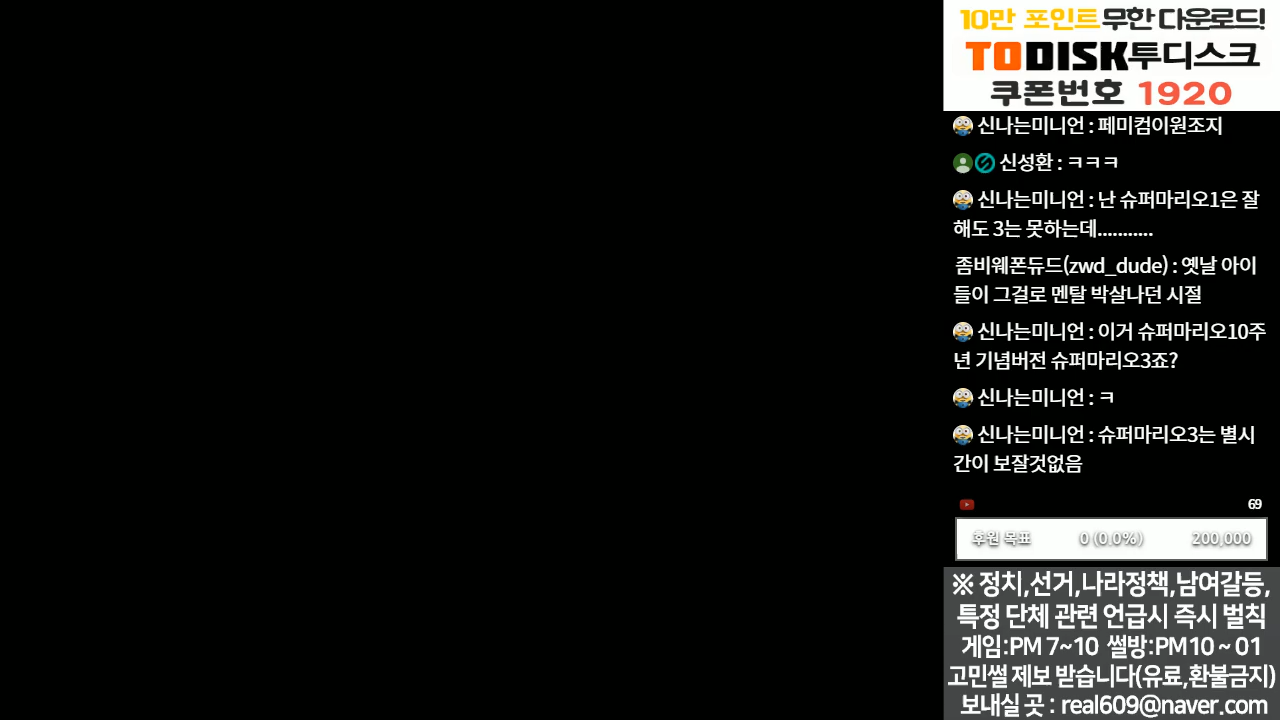 10만 포인트 무한 다운로드!
TODISK투디스크
쿠폰번호 1920
신나는미니언 : 페미컴이원조지
신성환 : ㅋㅋㅋ
신나는미니언 : 난 슈퍼마리오1은 잘
해도 3는 못하는데...........
좀비웨폰듀드(zwd_dude) : 옛날 아이
들이 그걸로 멘탈 박살나던 시절
신나는미니언 : 이거 슈퍼마리오10주
년 기념버전 슈퍼마리오3죠?
신나는미니언 : ㅋ
신나는미니언 : 슈퍼마리오3는 별시
간이 보잘것없음
69
후원 목표 0 (0.0%) 200,000
※ 정치,선거,나라정책,남여갈등,
특정 단체 관련 언급시 즉시 벌칙
게임:PM 7~10 썰방:PM10 ~ 01
고민썰 제보 받습니다(유료,환불금지)
보내실 곳 : real609@naver.com